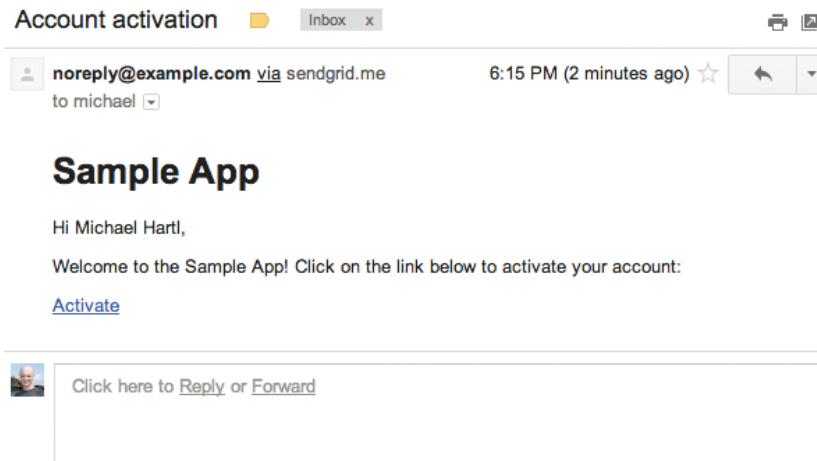 Account activation Inbox x
noreply@example.com via sendgrid.me 6:15 PM (2 minutes ago)
to michael
Sample App
Hi Michael Hartl,
Welcome to the Sample App! Click on the link below to activate your account:
Activate
Click here to Reply or Forward